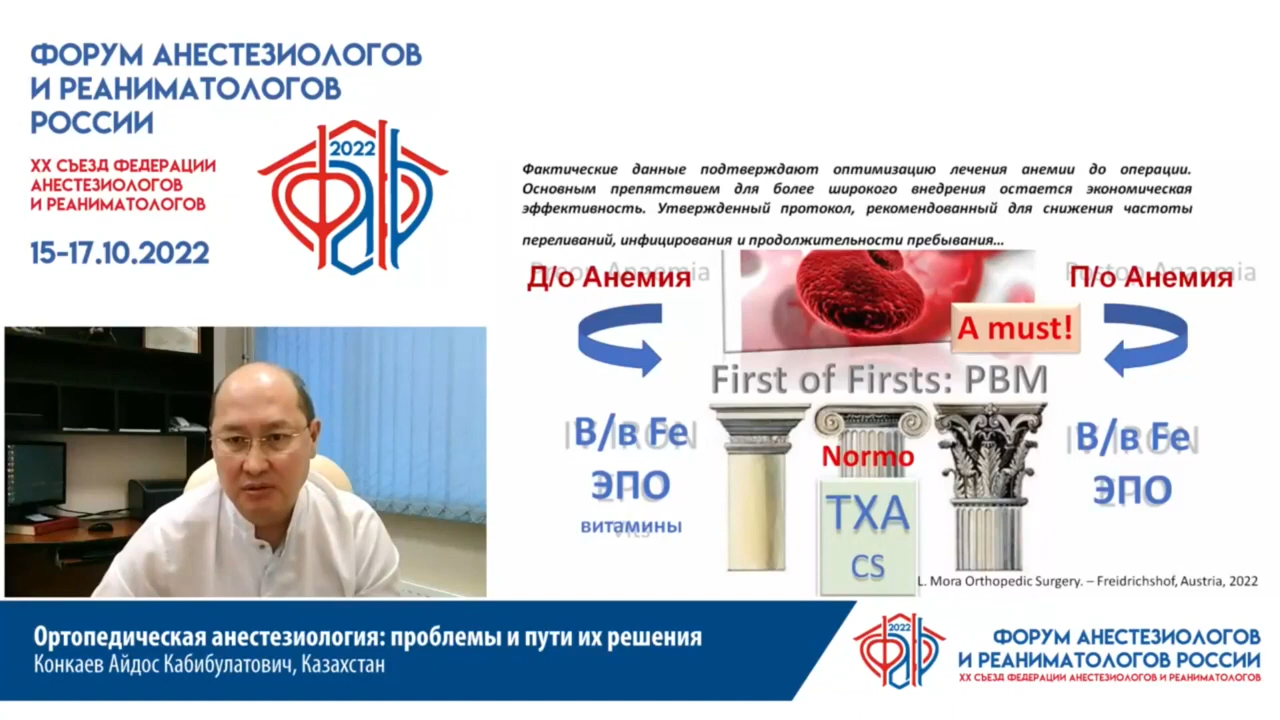 ФОРУМ АНЕСТЕЗИОЛОГОВ
И РЕАНИМАТОЛОГОВ
РОССИИ
XX СЪЕЗД ФЕДЕРАЦИИ
АНЕСТЕЗИОЛОГОВ
И РЕАНИМАТОЛОГОВ
15-17.10.2022
2022
Фактические данные подтверждают оптимизацию лечения анемии до операции.
Основным препятствием для более широкого внедрения остается экономическая
эффективность. Утвержденный протокол, рекомендованный для снижения частоты
переливаний, инфицирования и продолжительности пребывания…
Д/о Анемия
П/о Анемия
A must!
First of Firsts: PBM
В/в Fe
ЭПО
витамины
Normo
TXA
CS
В/в Fe
ЭПО
L. Mora Orthopedic Surgery. – Freidrichshof, Austria, 2022
Ортопедическая анестезиология: проблемы и пути их решения
Конкаев Айдос Кабибулатович, Казахстан
2022
ФОРУМ АНЕСТЕЗИОЛОГОВ
И РЕАНИМАТОЛОГОВ РОССИИ
XX СЪЕЗД ФЕДЕРАЦИИ АНЕСТЕЗИОЛОГОВ И РЕАНИМАТОЛОГОВ